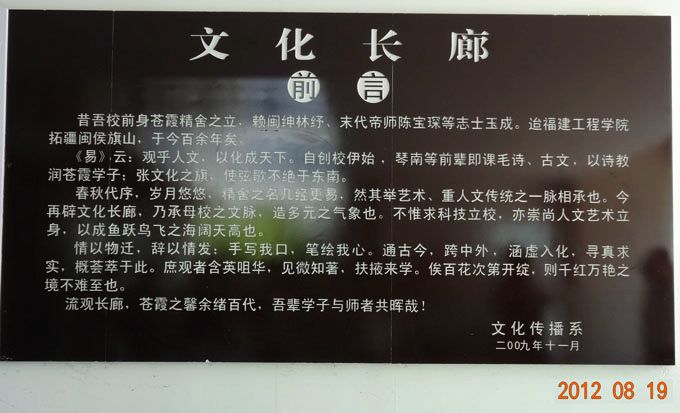 文化长廊
前言
昔吾校前身苍霞精舍之立，赖闽绅林纾、末代帝师陈宝琛等志士玉成。迨福建工程学院
拓疆闽侯旗山，于今百余年矣。
《易》云：观乎人文，以化成天下。自创校伊始，琴南等前辈即课毛诗、古文，以诗教
润苍霞学子；张文化之旗，使弦歌不绝于东南。
春秋代序，岁月悠悠，精舍之名几经更易，然其举艺术、重人文传统之一脉相承也。今
再辟文化长廊，乃承母校之文脉，造多元之气象也。不惟求科技立校，亦崇尚人文艺术立
身，以成鱼跃鸟飞之海阔天高也。
情以物迁，辞以情发；手写我口，笔绘我心。通古今，跨中外，涵虚入化，寻真求
实，概荟萃于此。庶观者含英咀华，见微知著，扶掖来学。俟百花次第开绽，则千红万艳之
境不难至也。
流观长廊，苍霞之馨余绪百代，吾辈学子与师者共晖哉！
文化传播系
二00九年十一月
2012 08 19